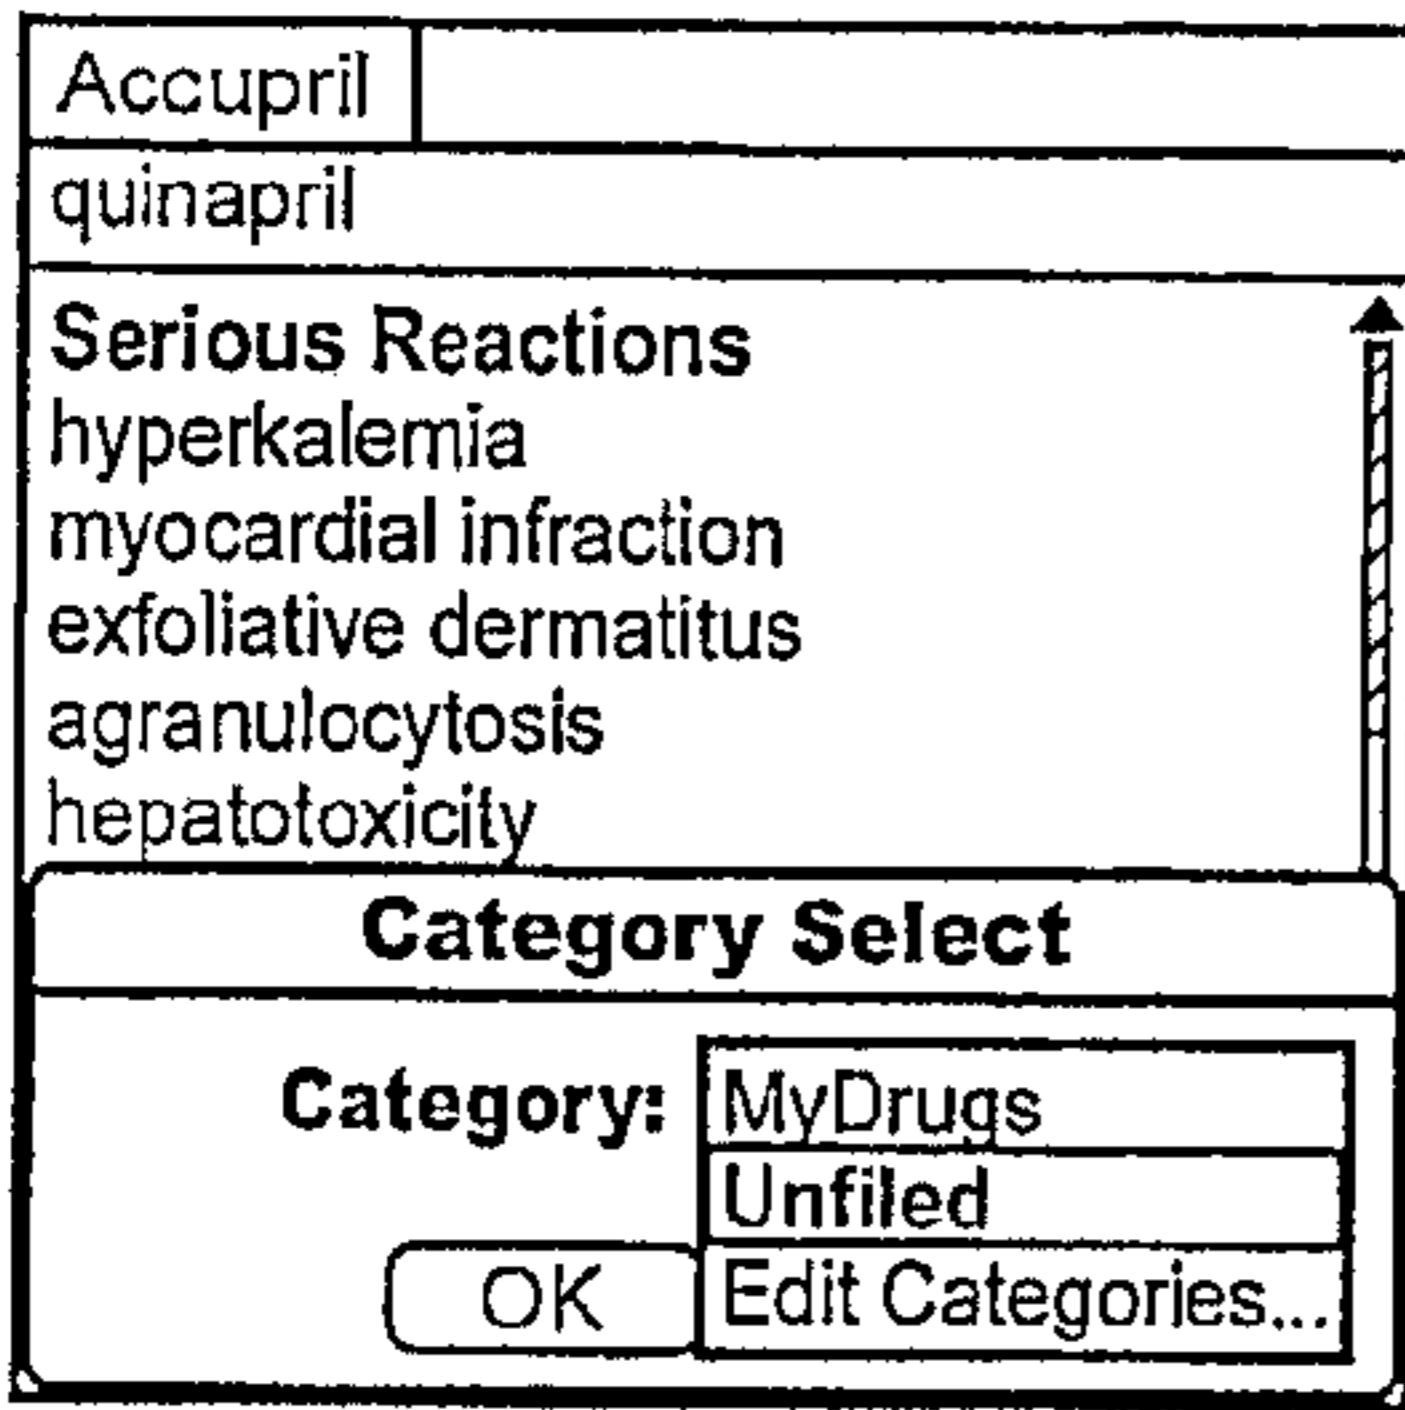 Accupril
quinapril
Serious Reactions
hyperkalemia
myocardial infraction
exfoliative dermatitus
agranulocytosis
hepatotoxicity
Category Select
Category: MyDrugs
Unfiled
OK Edit Categories...